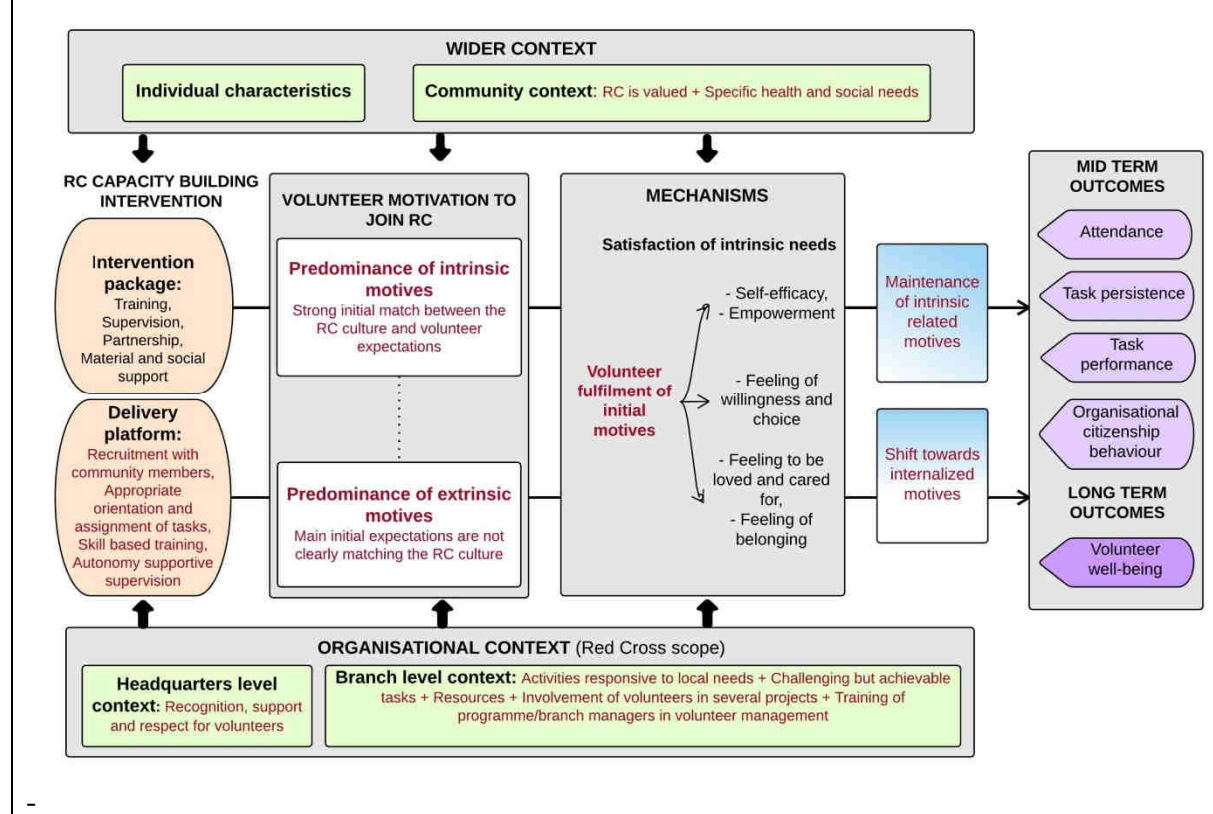 WIDER CONTEXT
Individual characteristics
Community context: RC is valued + Specific health and social needs
RC CAPACITY BUILDING
INTERVENTION
Intervention
package:
Training,
Supervision,
Partnership,
Material and social
support
Delivery
platform:
Recruitment with
community members,
Appropriate
orientation and
assignment of tasks,
Skill based training,
Autonomy supportive
supervision
VOLUNTEER MOTIVATION TO
JOIN RC
Predominance of intrinsic
motives
Strong initial match between the
RC culture and volunteer
expectations
Predominance of extrinsic
motives
Main initial expectations are not
clearly matching the RC culture
MECHANISMS
Satisfaction of intrinsic needs
Volunteer
fulfilment of
initial
motives
- Self-efficacy,
- Empowerment
- Feeling of
willingness and
choice
- Feeling to be
loved and cared
for,
- Feeling of
belonging
Maintenance
of intrinsic
related
motives
Shift towards
internalized
motives
MID TERM
OUTCOMES
Attendance
Task persistence
Task
performance
Organisational
citizenship
behaviour
LONG TERM
OUTCOMES
Volunteer
well-being
ORGANISATIONAL CONTEXT (Red Cross scope)
Headquarters level
context: Recognition, support
and respect for volunteers
Branch level context: Activities responsive to local needs + Challenging but achievable
tasks + Resources + Involvement of volunteers in several projects + Training of
programme/branch managers in volunteer management
-